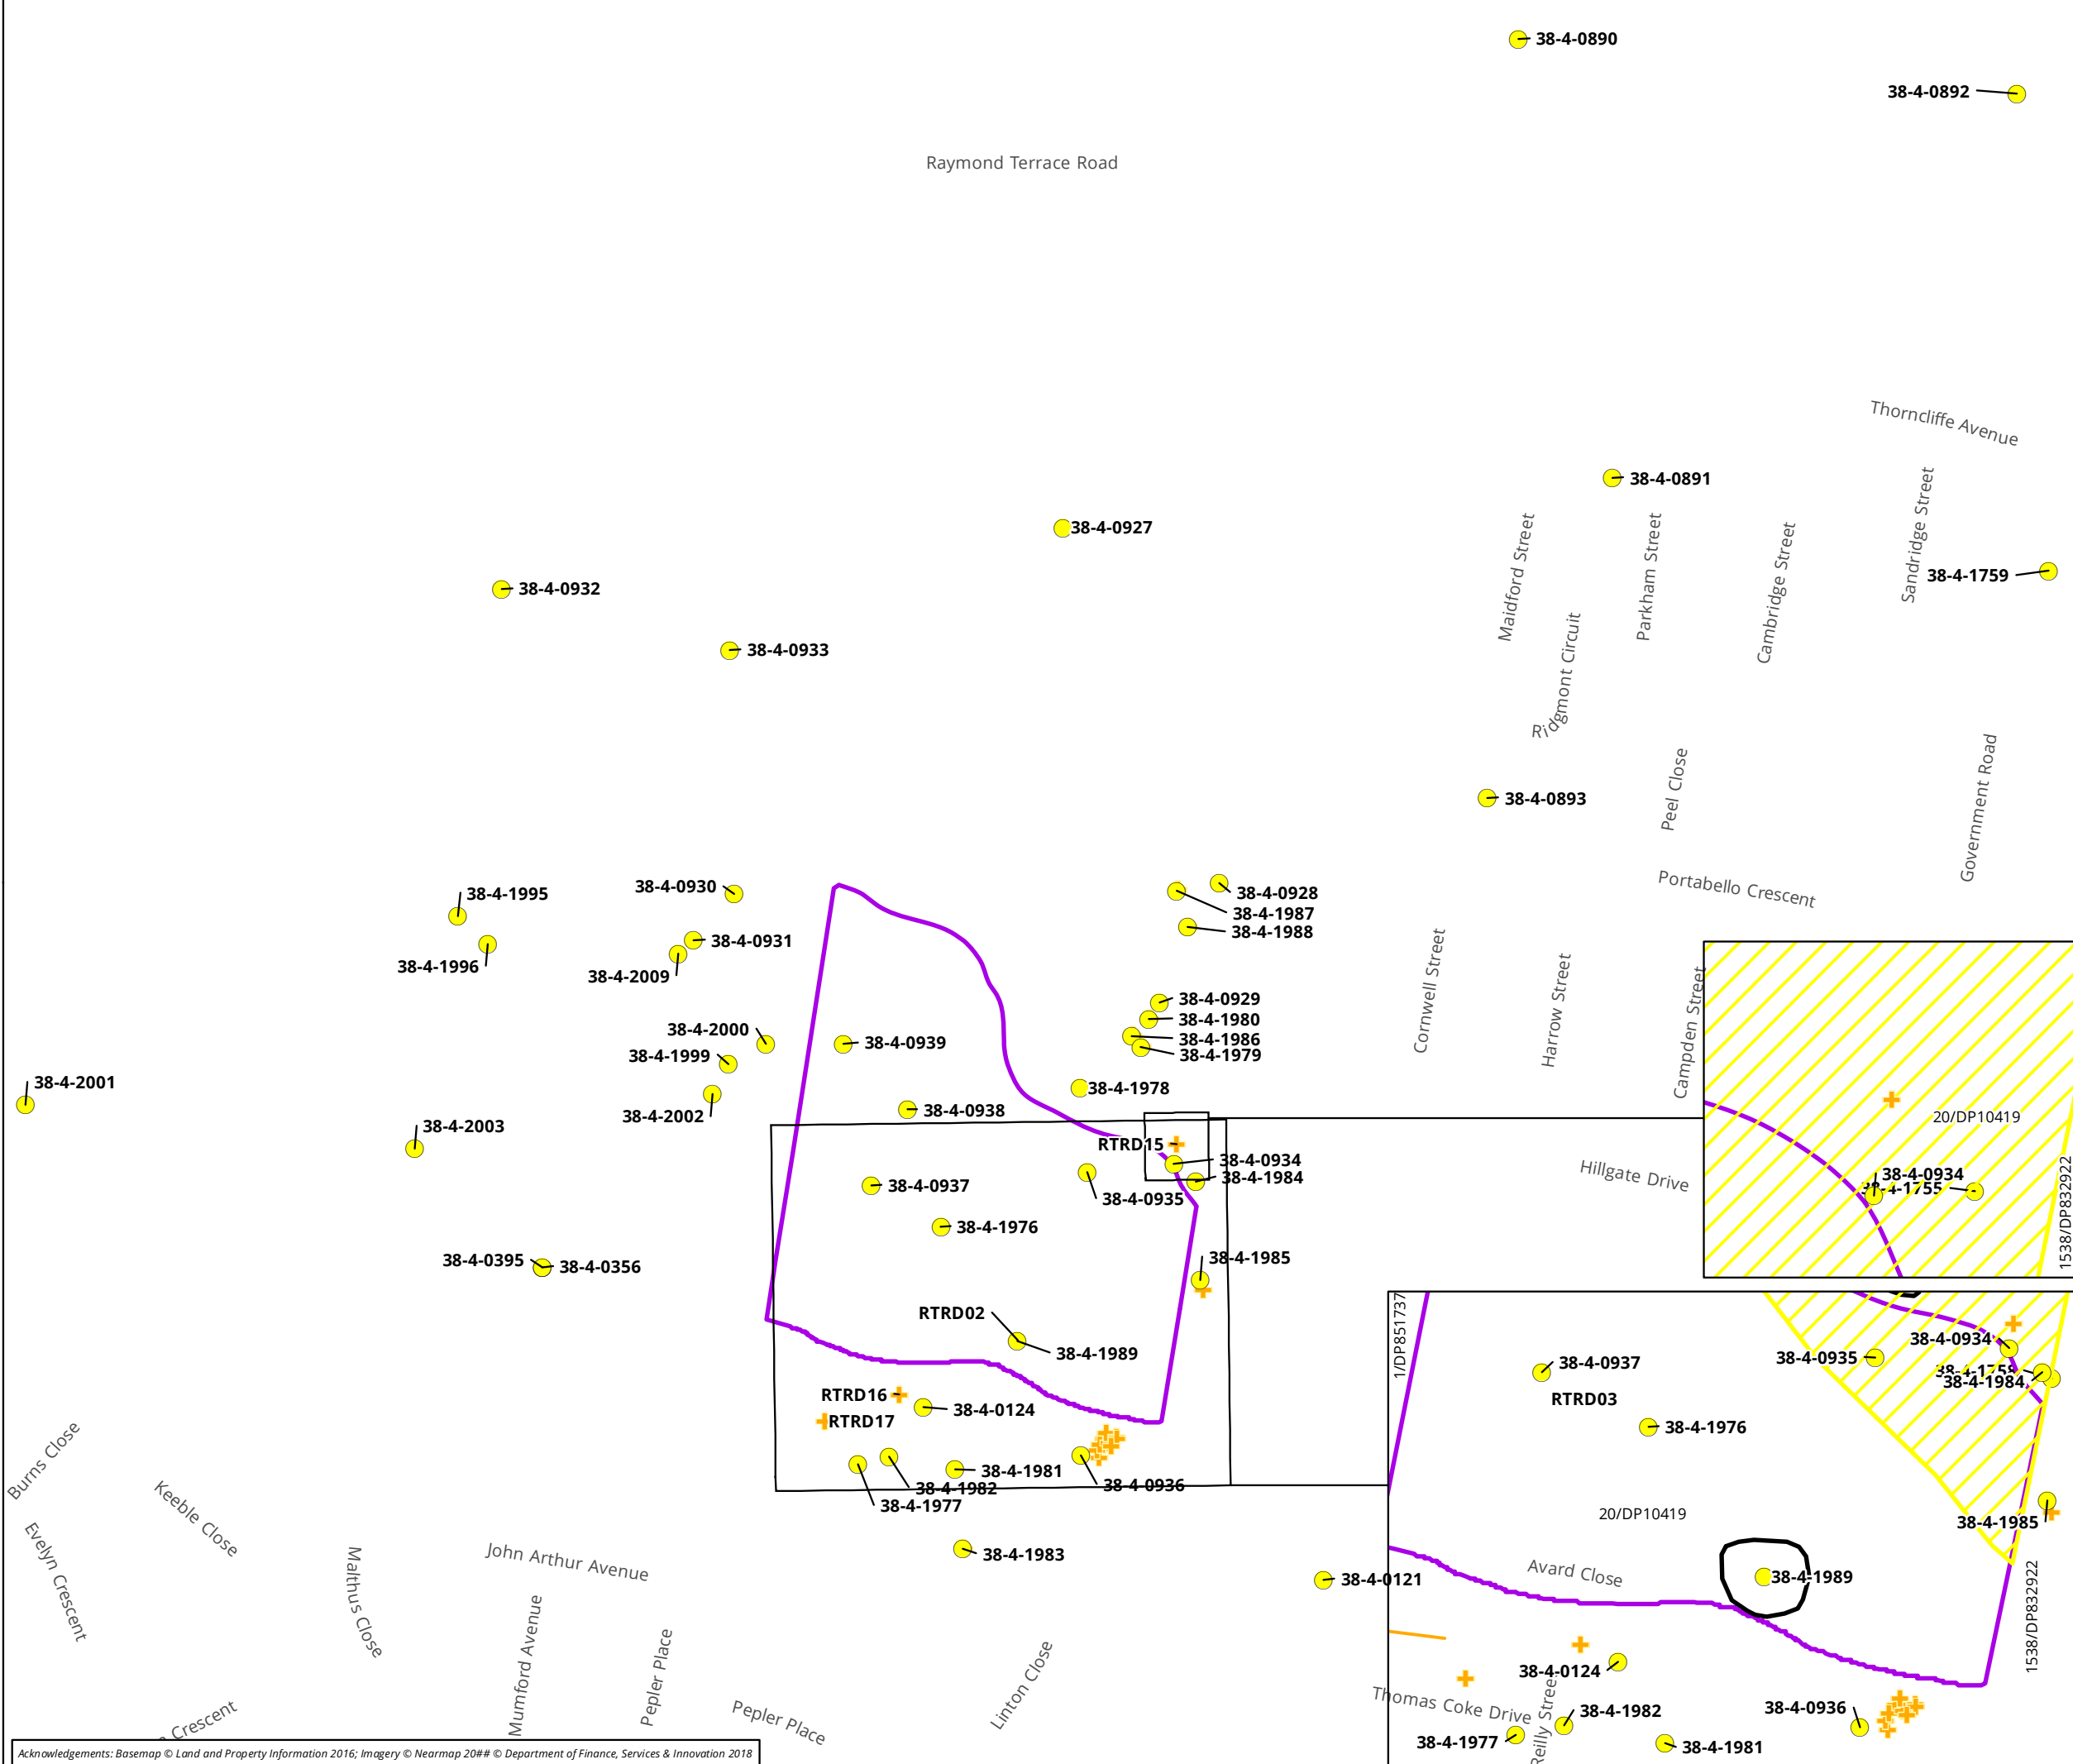 38-4-0890
38-4-0892
Raymond Terrace Road
Thorncliffe Avenue
38-4-0891
Sandridge Street
Maidford Street
Parkham Street
Cambridge Street
38-4-0927
38-4-1759
38-4-0932
38-4-0933
Ridgmont Circuit
Peel Close
Government Road
38-4-0893
Portabello Crescent
38-4-1995
38-4-0930
38-4-0928
38-4-1987
38-4-1988
38-4-0931
38-4-1996
38-4-2009
Cornwell Street
Harrow Street
Campden Street
38-4-0929
38-4-1980
38-4-1986
38-4-1979
38-4-2000
38-4-1999
38-4-0939
38-4-2001
38-4-1978
38-4-2002
38-4-0938
38-4-2003
RTRD15
38-4-0934
38-4-1984
38-4-0935
38-4-0937
38-4-1976
Hillgate Drive
20/DP10419
38-4-0934
38-4-1755
1538/DP832922
38-4-0395
38-4-0356
38-4-1985
RTRD02
38-4-1989
RTRD16
38-4-0124
RTRD17
38-4-1981
38-4-1982
38-4-0936
38-4-1977
38-4-1983
38-4-0121
1/DP851737
38-4-0937
RTRD03
38-4-1976
38-4-0934
38-4-0935
38-4-1758
38-4-1984
38-4-1985
20/DP10419
Avard Close
38-4-1989
1538/DP832922
38-4-0124
Thomas Coke Drive
Reilly Street
38-4-1982
38-4-1977
38-4-1981
38-4-0936
Burns Close
Keeble Close
Evelyn Crescent
Malthus Close
John Arthur Avenue
Mumford Avenue
Pepler Place
Pepler Place
Linton Close
Crescent
Acknowledgements: Basemap © Land and Property Information 2016; Imagery © Nearmap 20## © Department of Finance, Services & Innovation 2018